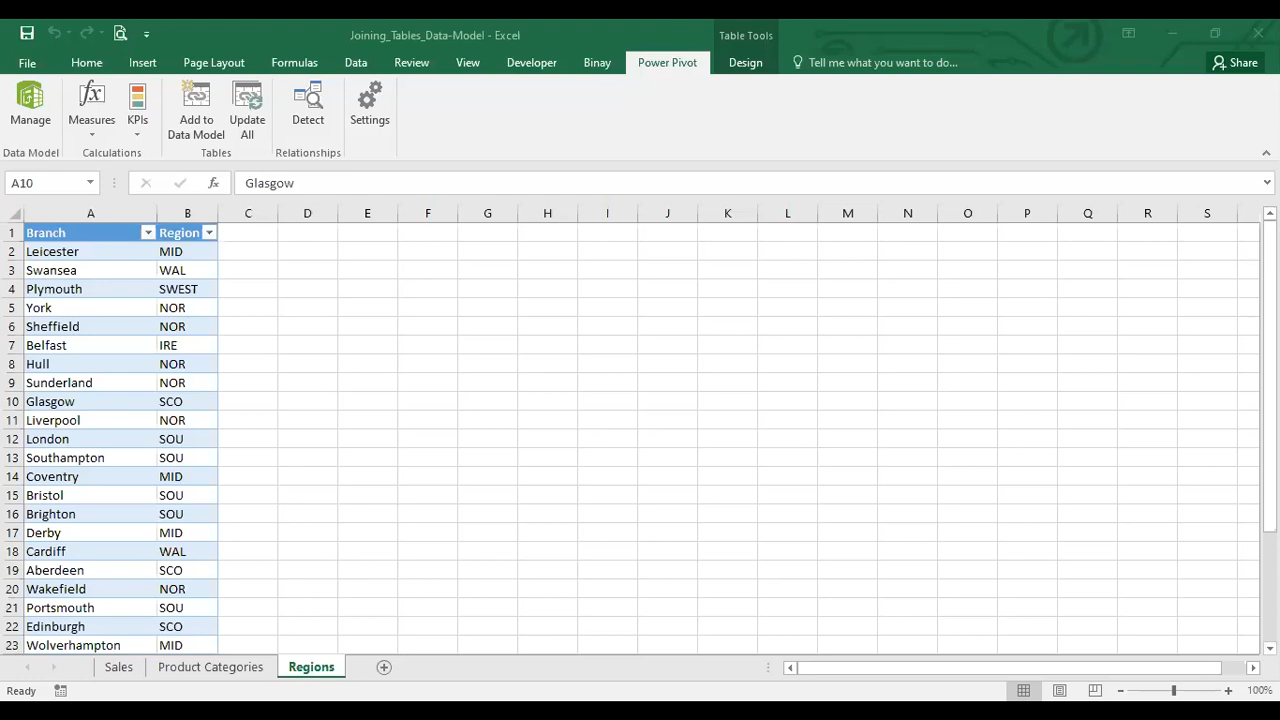 Joining_Tables_Data-Model - Excel
Table Tools
File Home Insert Page Layout Formulas Data Review View Developer Binay Power Pivot Design Tell me what you want to do... Share
Manage
Measures
KPIs
Add to Data Model
Update All
Detect
Settings
Data Model Calculations Tables Relationships
A10 fx Glasgow
A B C D E F G H I J K L M N O P Q R S
1 Branch Region
2 Leicester MID
3 Swansea WAL
4 Plymouth SWEST
5 York NOR
6 Sheffield NOR
7 Belfast IRE
8 Hull NOR
9 Sunderland NOR
10 Glasgow SCO
11 Liverpool NOR
12 London SOU
13 Southampton SOU
14 Coventry MID
15 Bristol SOU
16 Brighton SOU
17 Derby MID
18 Cardiff WAL
19 Aberdeen SCO
20 Wakefield NOR
21 Portsmouth SOU
22 Edinburgh SCO
23 Wolverhampton MID
Sales Product Categories Regions
Ready 100%